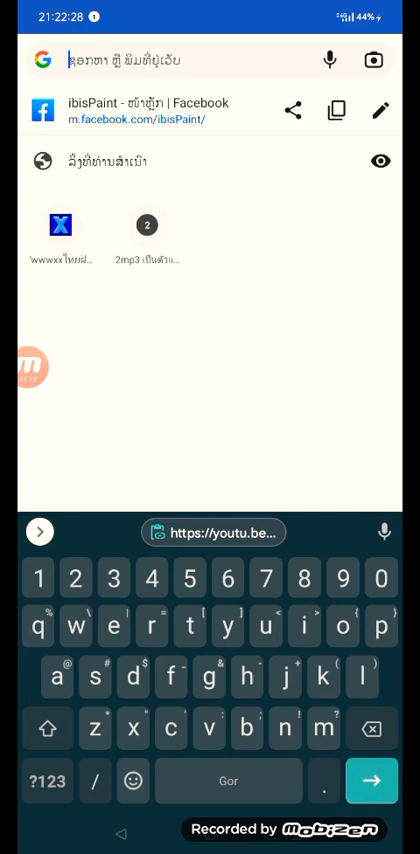 21:22:28 1 44%
ຊອກຫາ ຫຼື ພິມທີ່ຢູ່ເວັບ
ibisPaint - ໜ້າຫຼັກ | Facebook
m.facebook.com/ibisPaint/
ລິ້ງທີ່ທ່ານສຳເນົາ
2
'wwwxxไทยฝ... 2mp3 เป็นตัวแ...
https://youtu.be...
1 2 3 4 5 6 7 8 9 0
q w e r t y u i o p
a s d f g h j k l
z x c v b n m
?123 / Gor .
Recorded by mobizen